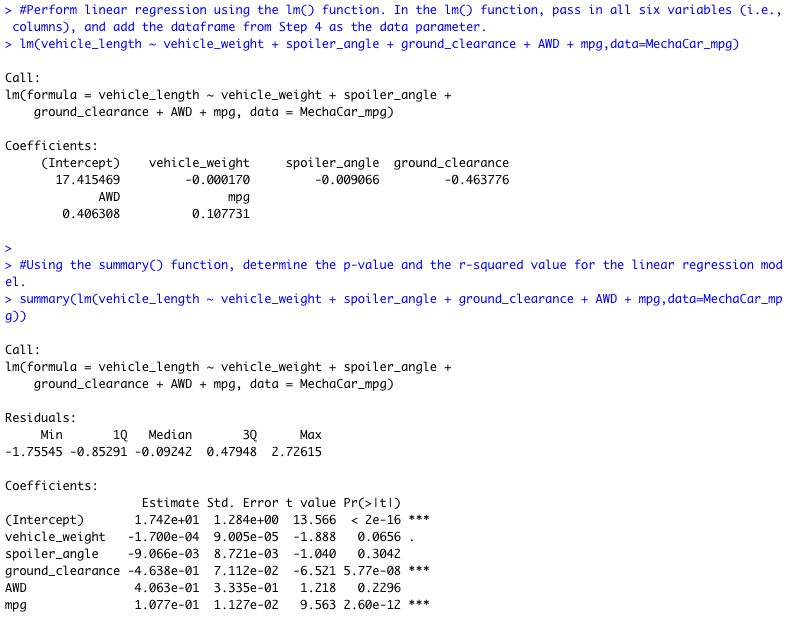 > #Perform linear regression using the lm() function. In the lm() function, pass in all six variables (i.e.,
 columns), and add the dataframe from Step 4 as the data parameter.
> lm(vehicle_length ~ vehicle_weight + spoiler_angle + ground_clearance + AWD + mpg,data=MechaCar_mpg)

Call:
lm(formula = vehicle_length ~ vehicle_weight + spoiler_angle +
    ground_clearance + AWD + mpg, data = MechaCar_mpg)

Coefficients:
     (Intercept)    vehicle_weight     spoiler_angle  ground_clearance
       17.415469         -0.000170         -0.009066         -0.463776
             AWD               mpg
        0.406308          0.107731

>
> #Using the summary() function, determine the p-value and the r-squared value for the linear regression mod
el.
> summary(lm(vehicle_length ~ vehicle_weight + spoiler_angle + ground_clearance + AWD + mpg,data=MechaCar_mp
g))

Call:
lm(formula = vehicle_length ~ vehicle_weight + spoiler_angle +
    ground_clearance + AWD + mpg, data = MechaCar_mpg)

Residuals:
     Min       1Q   Median       3Q      Max
-1.75545 -0.85291 -0.09242  0.47948  2.72615

Coefficients:
                   Estimate Std. Error t value Pr(>|t|)
(Intercept)       1.742e+01  1.284e+00  13.566  < 2e-16 ***
vehicle_weight   -1.700e-04  9.005e-05  -1.888   0.0656 .
spoiler_angle    -9.066e-03  8.721e-03  -1.040   0.3042
ground_clearance -4.638e-01  7.112e-02  -6.521 5.77e-08 ***
AWD               4.063e-01  3.335e-01   1.218   0.2296
mpg               1.077e-01  1.127e-02   9.563 2.60e-12 ***